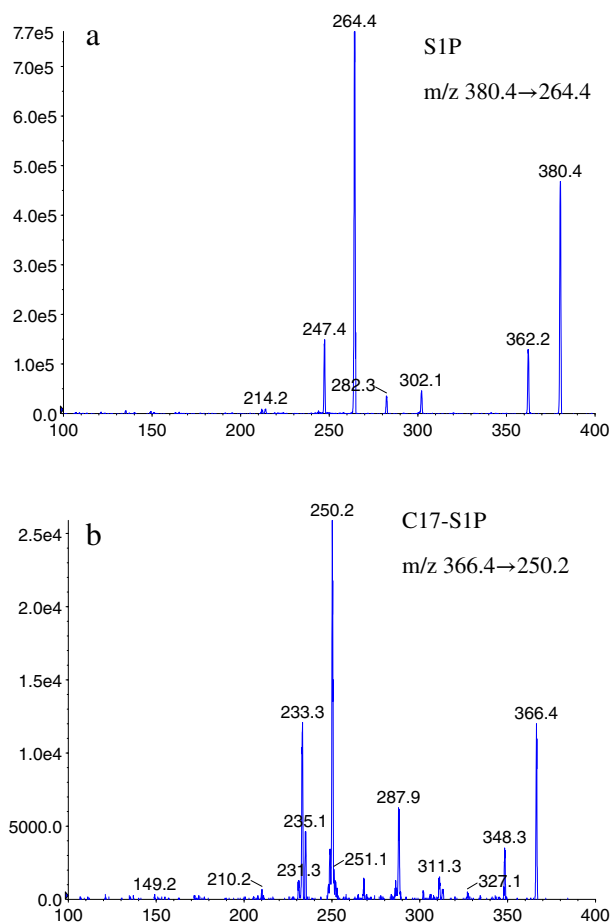 a
S1P
m/z 380.4→264.4
7.7e5
7.0e5
6.0e5
5.0e5
4.0e5
3.0e5
2.0e5
1.0e5
0.0
264.4
380.4
247.4
362.2
282.3
302.1
214.2
100 150 200 250 300 350 400
b
C17-S1P
m/z 366.4→250.2
2.5e4
2.0e4
1.5e4
1.0e4
5000.0
0.0
250.2
233.3
366.4
287.9
235.1
348.3
231.3
251.1
311.3
327.1
149.2
210.2
100 150 200 250 300 350 400